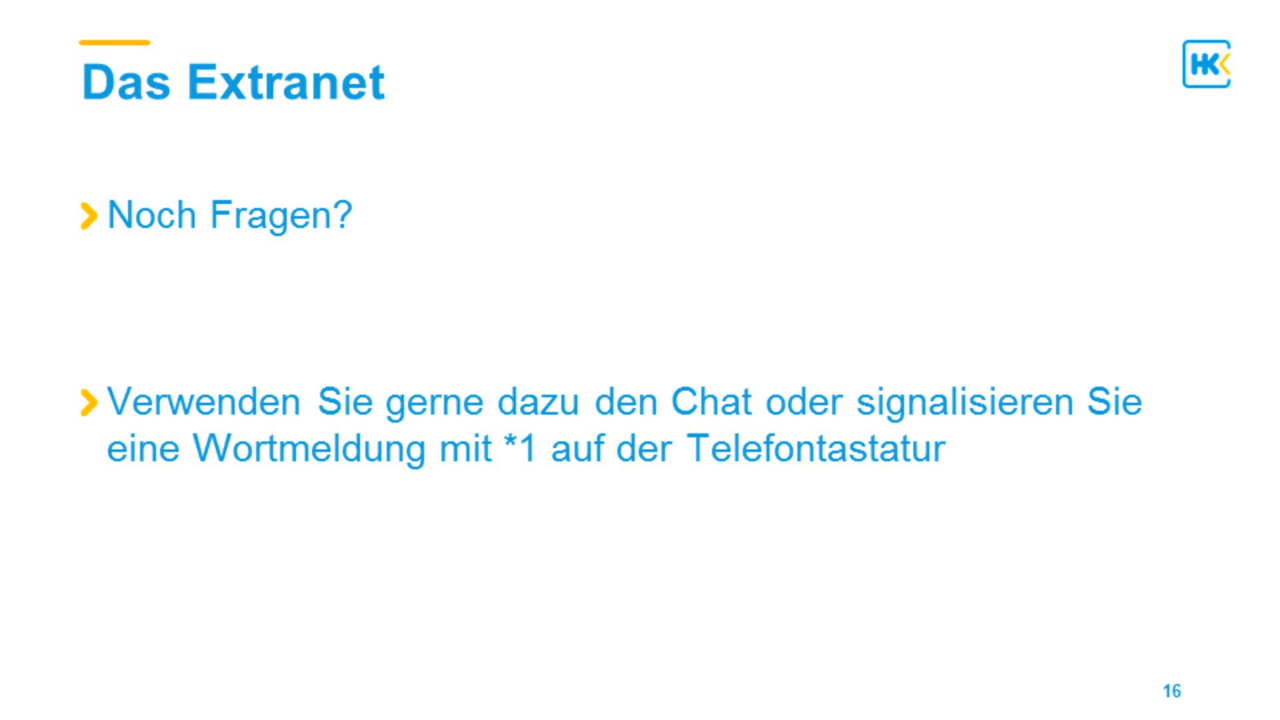 Das Extranet
HK
Noch Fragen?
Verwenden Sie gerne dazu den Chat oder signalisieren Sie
eine Wortmeldung mit *1 auf der Telefontastatur
16